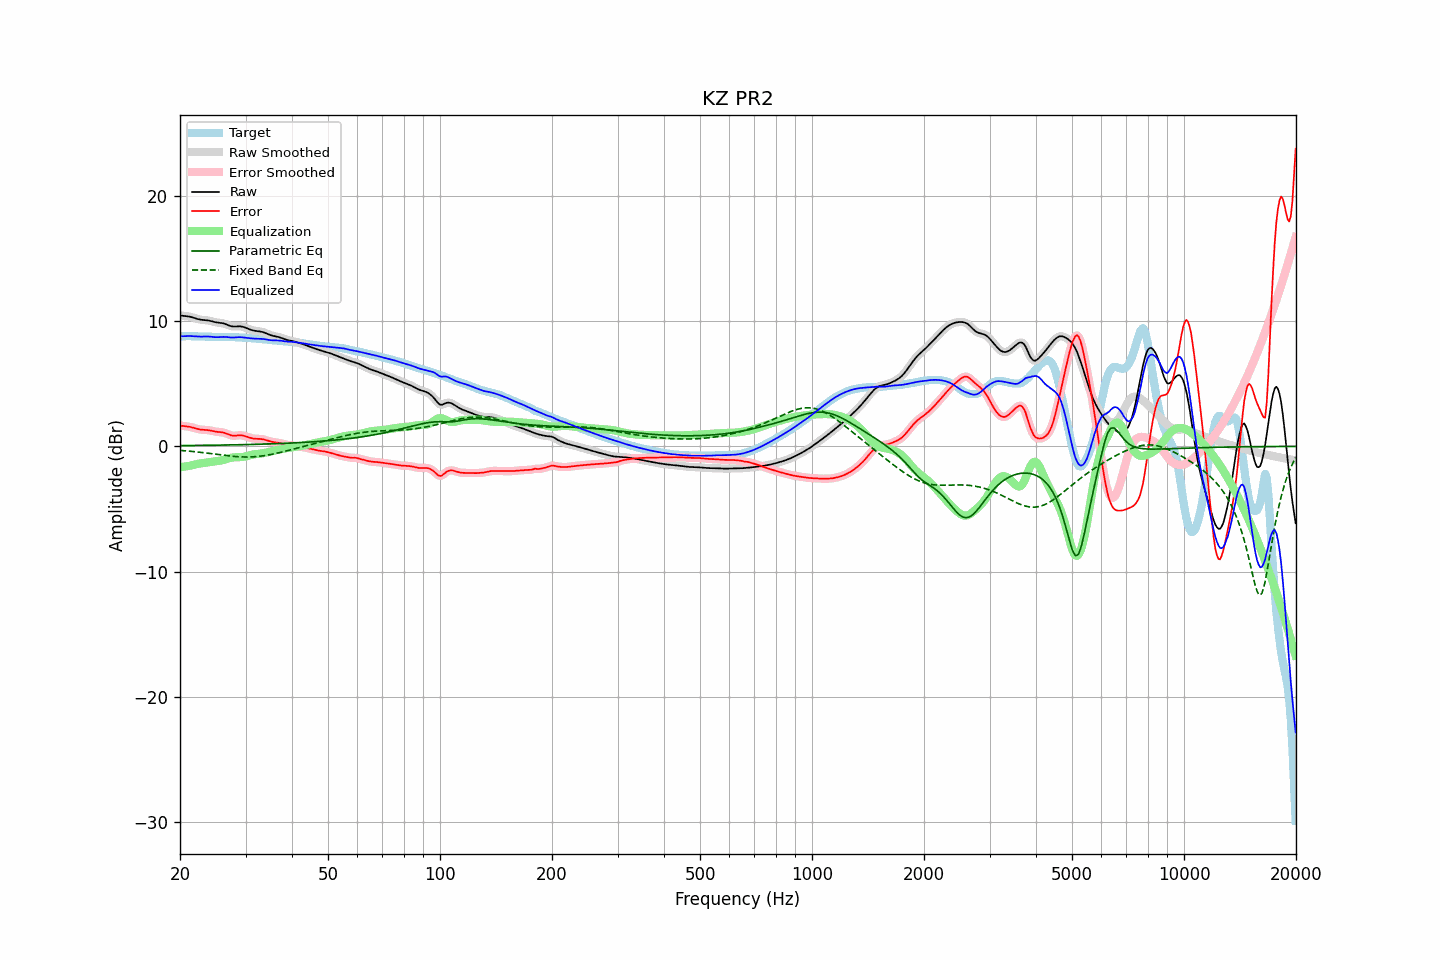 KZ PR2
Target
Raw Smoothed
Error Smoothed
Raw
Error
Equalization
Parametric Eq
Fixed Band Eq
Equalized
20
10
0
−10
−20
−30
Amplitude (dBr)
20
50
100
200
500
1000
2000
5000
10000
20000
Frequency (Hz)